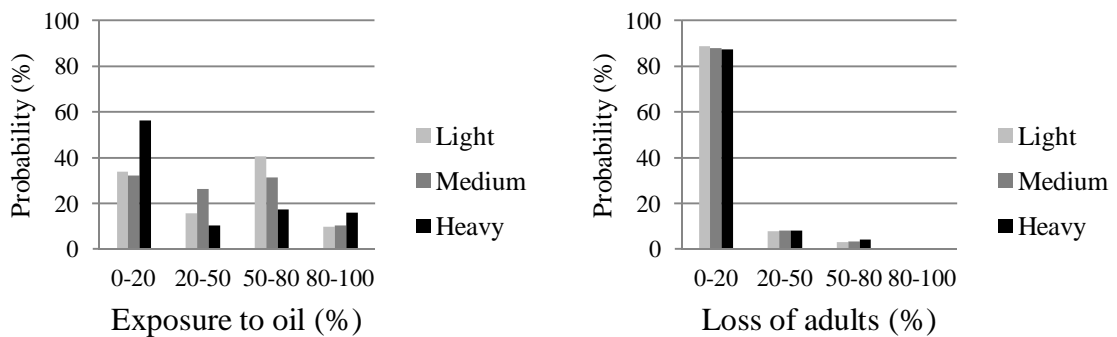 100
80
60
40
20
0
Probability (%)
0-20 20-50 50-80 80-100
Exposure to oil (%)
Light
Medium
Heavy
100
80
60
40
20
0
Probability (%)
0-20 20-50 50-80 80-100
Loss of adults (%)
Light
Medium
Heavy